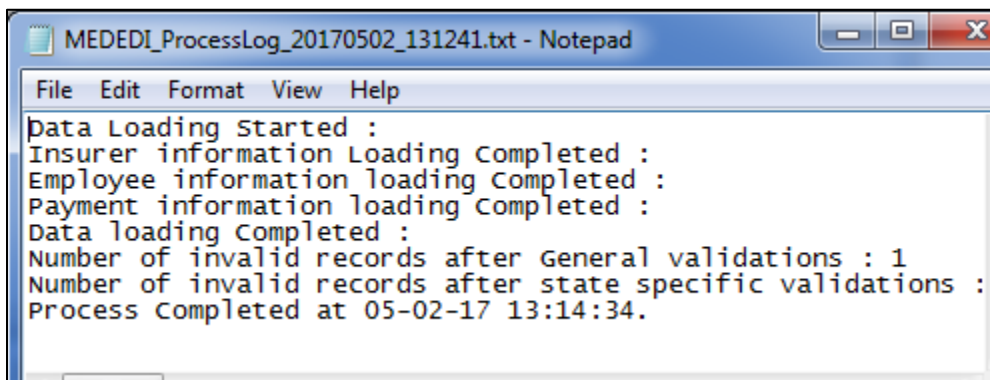 MEDEDI_ProcessLog_20170502_131241.txt - Notepad
File Edit Format View Help
Data Loading Started :
Insurer information Loading Completed :
Employee information loading Completed :
Payment information loading Completed :
Data loading Completed :
Number of invalid records after General validations : 1
Number of invalid records after state specific validations :
Process Completed at 05-02-17 13:14:34.